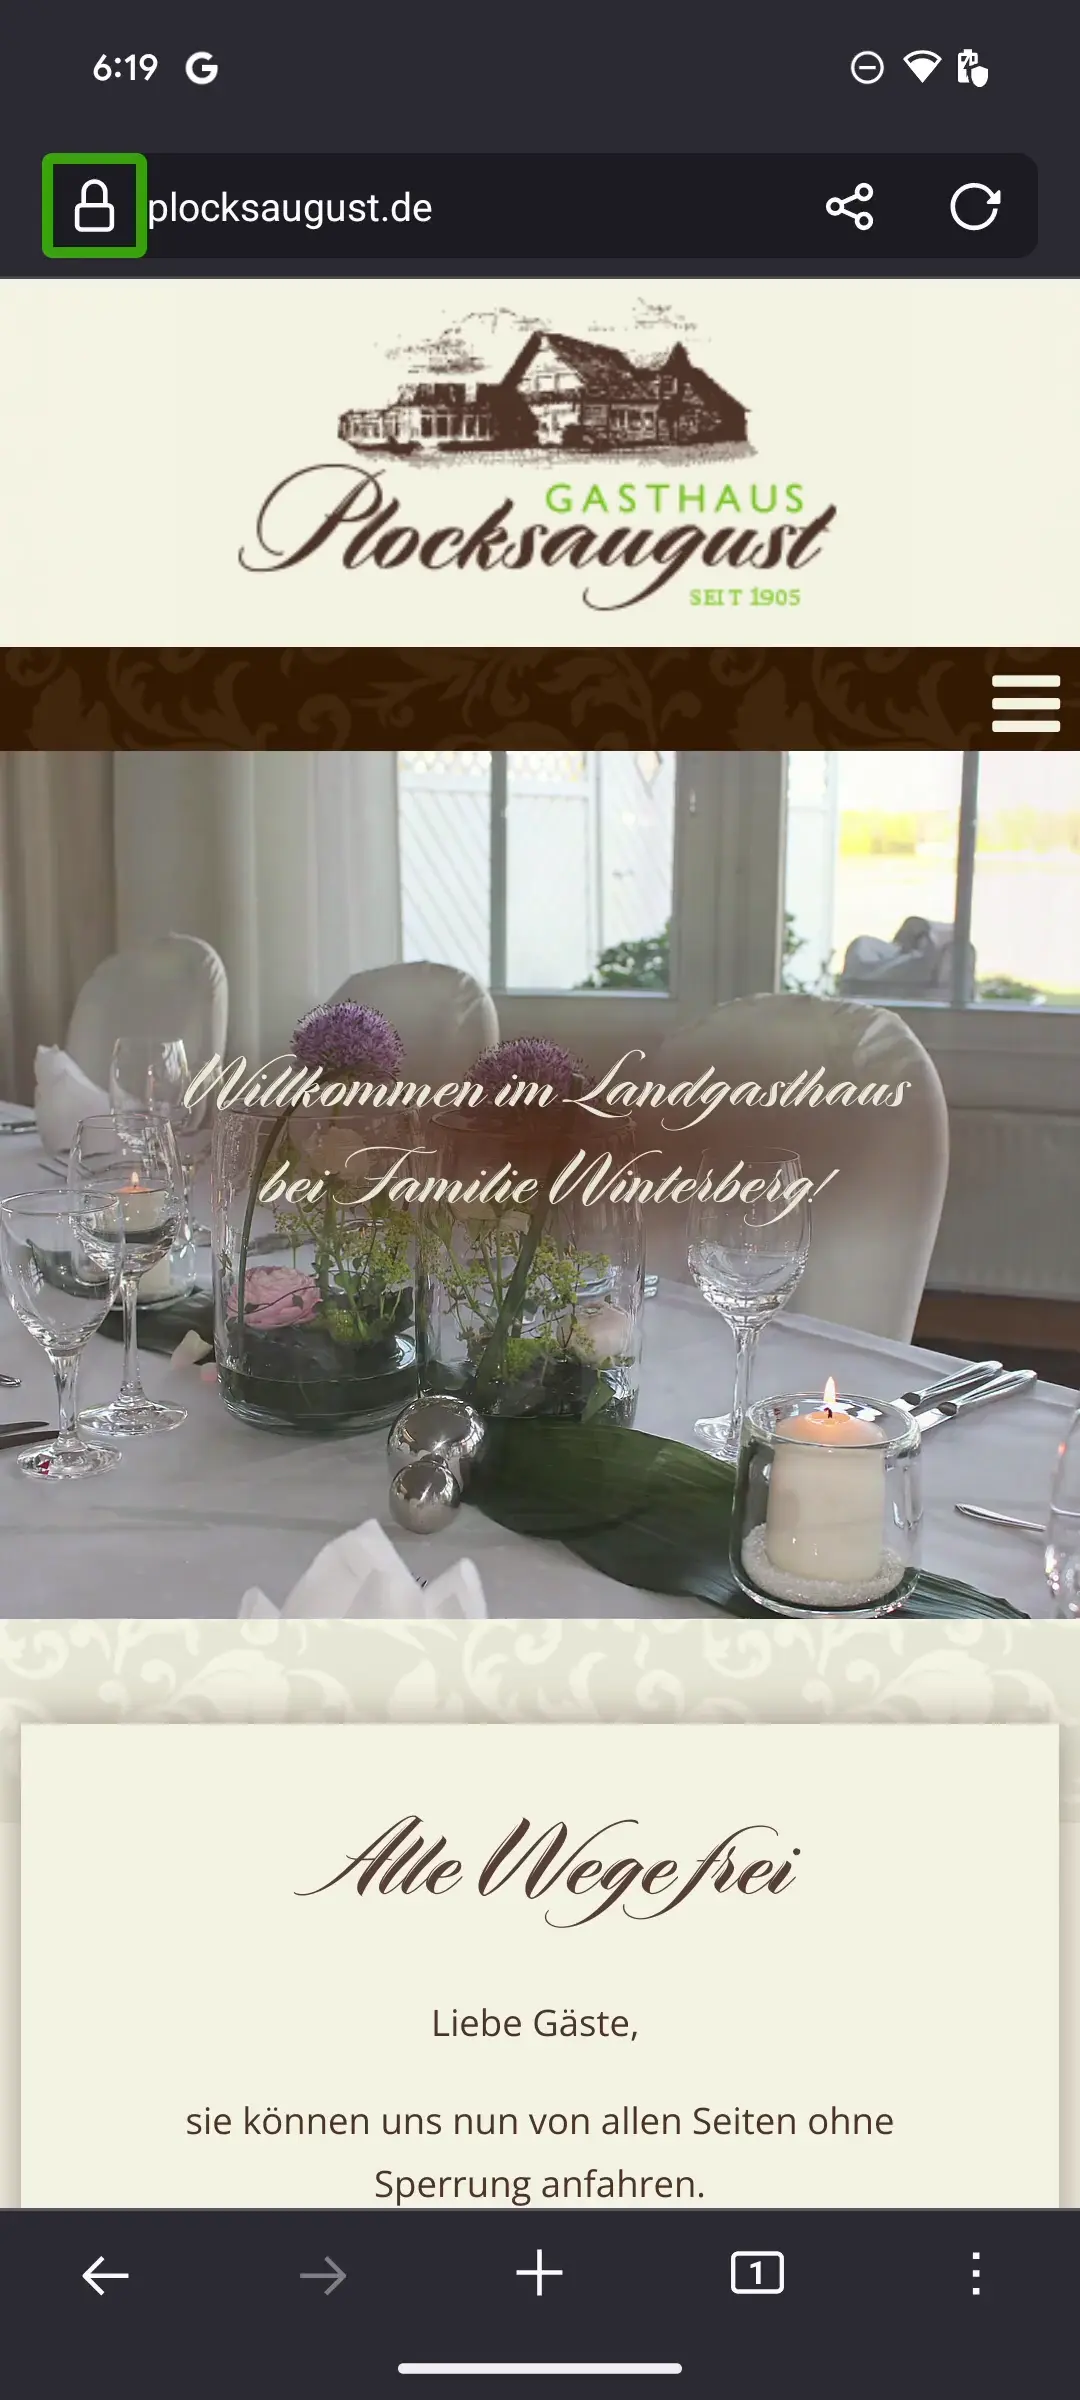 6:19
plocksaugust.de
GASTHAUS
Plocksaugust
SEIT 1905
Willkommen im Landgasthaus
bei Familie Winterberg!
Alle Wege frei
Liebe Gäste,
sie können uns nun von allen Seiten ohne
Sperrung anfahren.
1